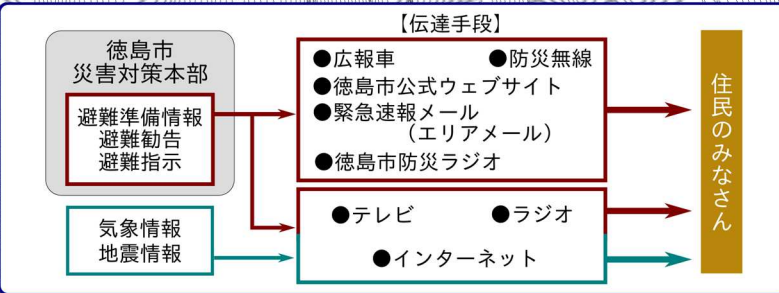 【伝達手段】
徳島市
災害対策本部
避難準備情報
避難勧告
避難指示
気象情報
地震情報
●広報車 ●防災無線
●徳島市公式ウェブサイト
●緊急速報メール
（エリアメール）
●徳島市防災ラジオ
●テレビ ●ラジオ
●インターネット
住民のみなさん